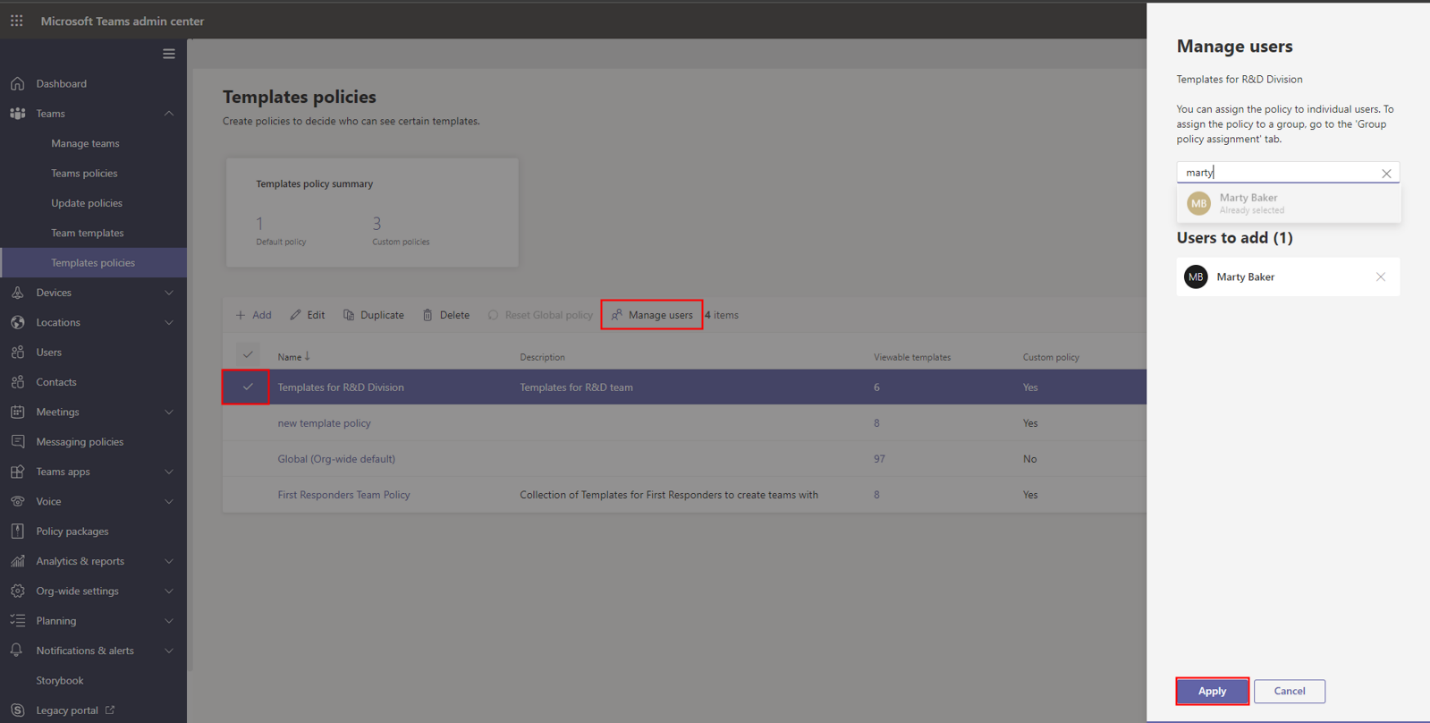 Microsoft Teams admin center
Dashboard
Teams
Manage teams
Teams policies
Update policies
Team templates
Templates policies
Devices
Locations
Users
Contacts
Meetings
Messaging policies
Teams apps
Voice
Policy packages
Analytics & reports
Org-wide settings
Planning
Notifications & alerts
Storybook
Legacy portal
Templates policies
Create policies to decide who can see certain templates.
Templates policy summary
1 3
Default policy Custom policies
Add Edit Duplicate Delete Reset Global policy Manage users 4 items
Name ↓ Description Viewable templates Custom policy
Templates for R&D Division Templates for R&D team 6 Yes
new template policy 8 Yes
Global (Org-wide default) 97 No
First Responders Team Policy Collection of Templates for First Responders to create teams with 8 Yes
Manage users
Templates for R&D Division
You can assign the policy to individual users. To
assign the policy to a group, go to the 'Group
policy assignment' tab.
marty
MB Marty Baker
Already selected
Users to add (1)
MB Marty Baker
Apply Cancel